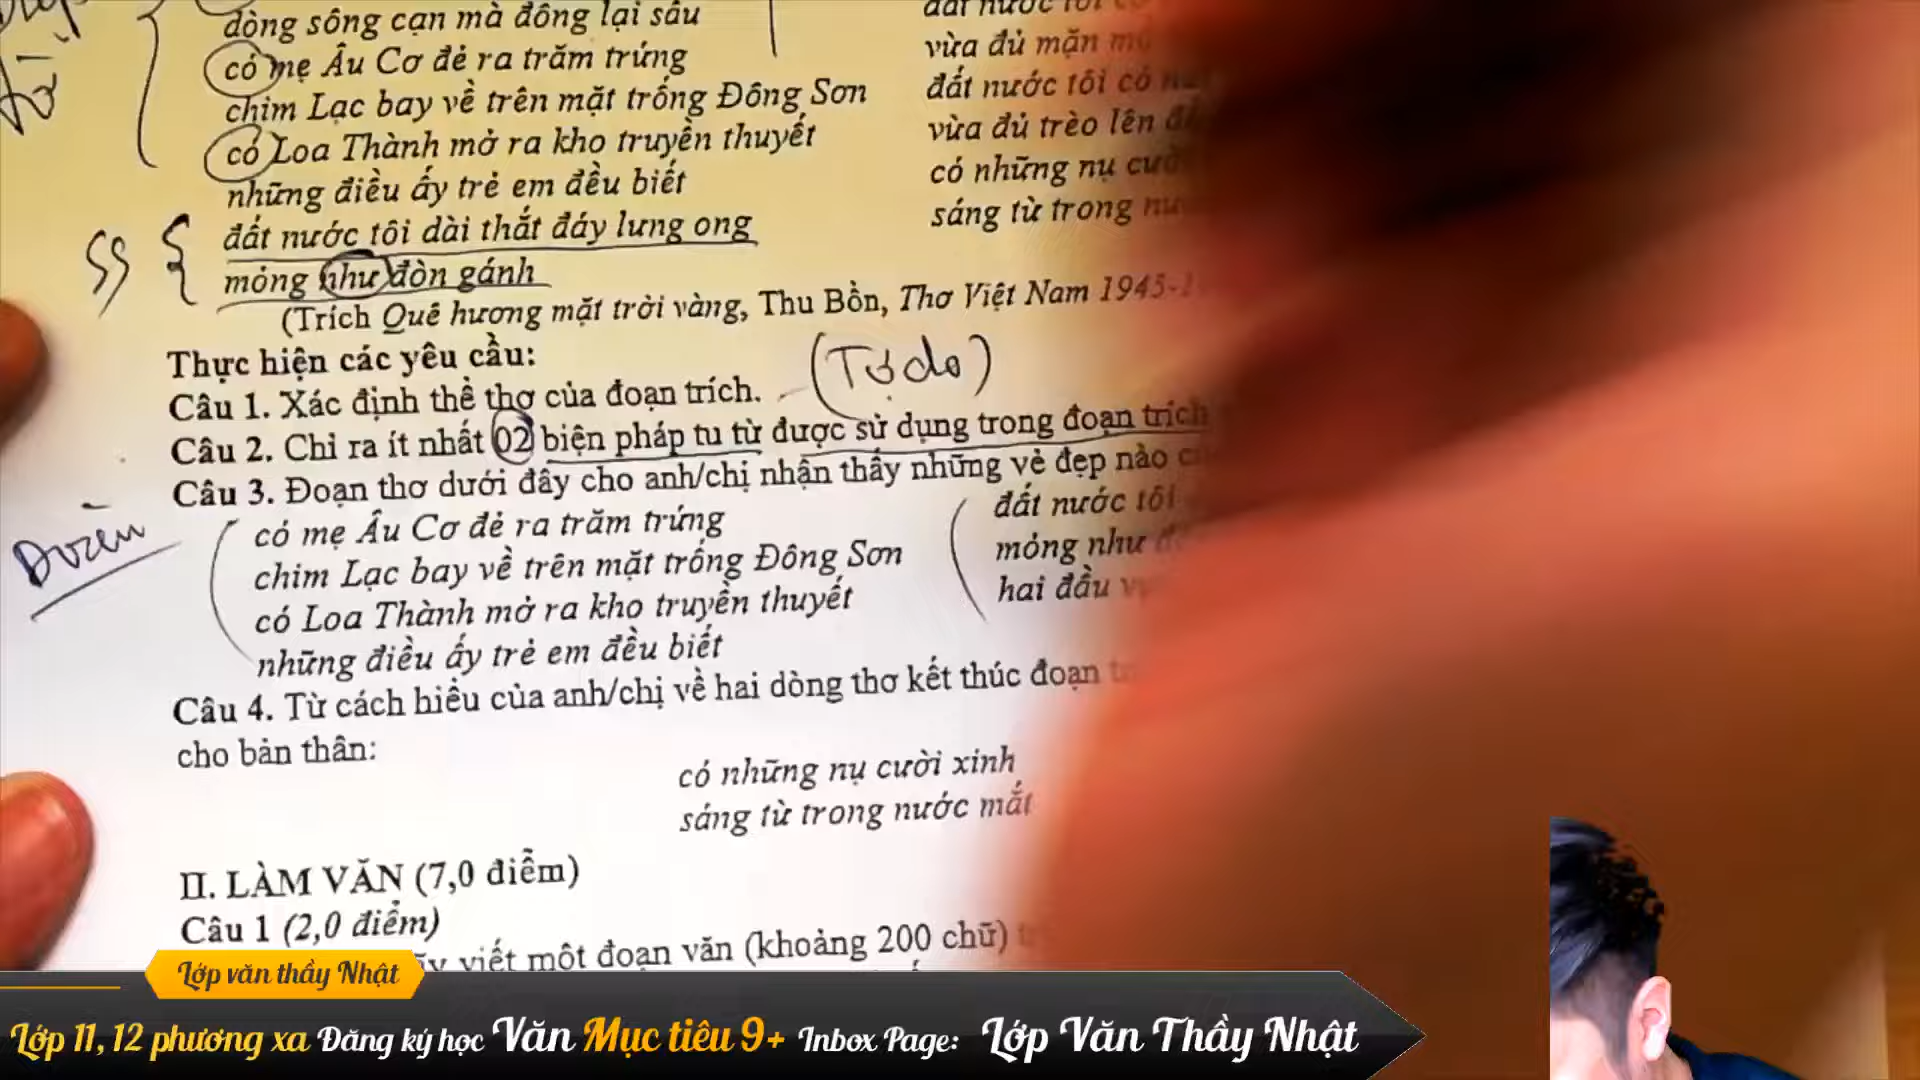 dòng sông cạn mà đông lại sâu
có mẹ Âu Cơ đẻ ra trăm trứng
chim Lạc bay về trên mặt trống Đông Sơn
có Loa Thành mở ra kho truyền thuyết
những điều ấy trẻ em đều biết
đất nước tôi dài thắt đáy lưng ong
mỏng như đòn gánh
đất nước tôi
vừa đủ mặn
đất nước tôi có
vừa đủ trèo lên
có những nụ
sáng từ trong
SS
(Trích Quê hương mặt trời vàng, Thu Bồn, Thơ Việt Nam 1945-
Thực hiện các yêu cầu:
Câu 1. Xác định thể thơ của đoạn trích.
(Tự do)
Câu 2. Chỉ ra ít nhất 02 biện pháp tu từ được sử dụng trong đoạn trích
Câu 3. Đoạn thơ dưới đây cho anh/chị nhận thấy những vẻ đẹp nào
có mẹ Âu Cơ đẻ ra trăm trứng
chim Lạc bay về trên mặt trống Đông Sơn
có Loa Thành mở ra kho truyền thuyết
những điều ấy trẻ em đều biết
đất nước tôi
mỏng như
hai đầu
Câu 4. Từ cách hiểu của anh/chị về hai dòng thơ kết thúc đoạn
cho bản thân:
có những nụ cười xinh
sáng từ trong nước mắt
II. LÀM VĂN (7,0 điểm)
Câu 1 (2,0 điểm)
viết một đoạn văn (khoảng 200 chữ)
Lớp văn thầy Nhật
Lớp 11, 12 phương xa Đăng ký học Văn Mục tiêu 9+ Inbox Page: Lớp Văn Thầy Nhật